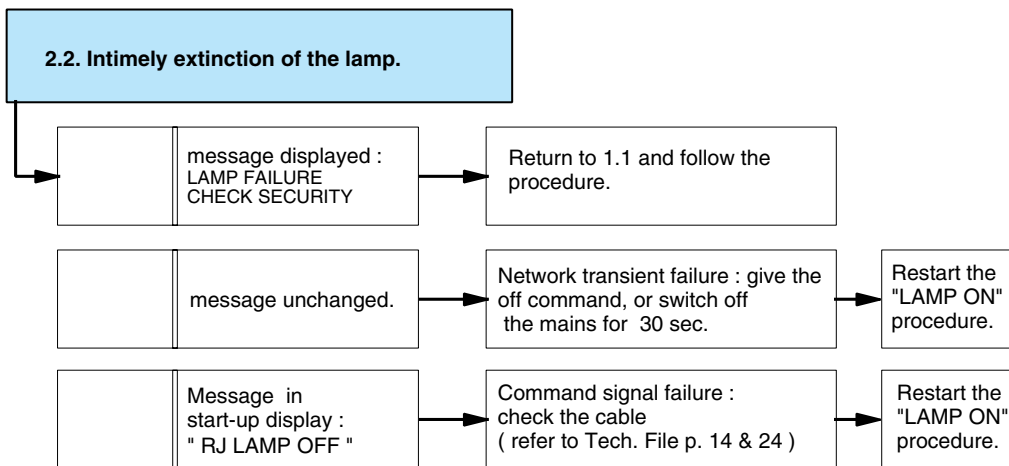 2.2. Intimely extinction of the lamp.
message displayed :
LAMP FAILURE
CHECK SECURITY
Return to 1.1 and follow the
procedure.
message unchanged.
Network transient failure : give the
off command, or switch off
the mains for 30 sec.
Restart the
"LAMP ON"
procedure.
Message in
start-up display :
" RJ LAMP OFF "
Command signal failure :
check the cable
( refer to Tech. File p. 14 & 24 )
Restart the
"LAMP ON"
procedure.